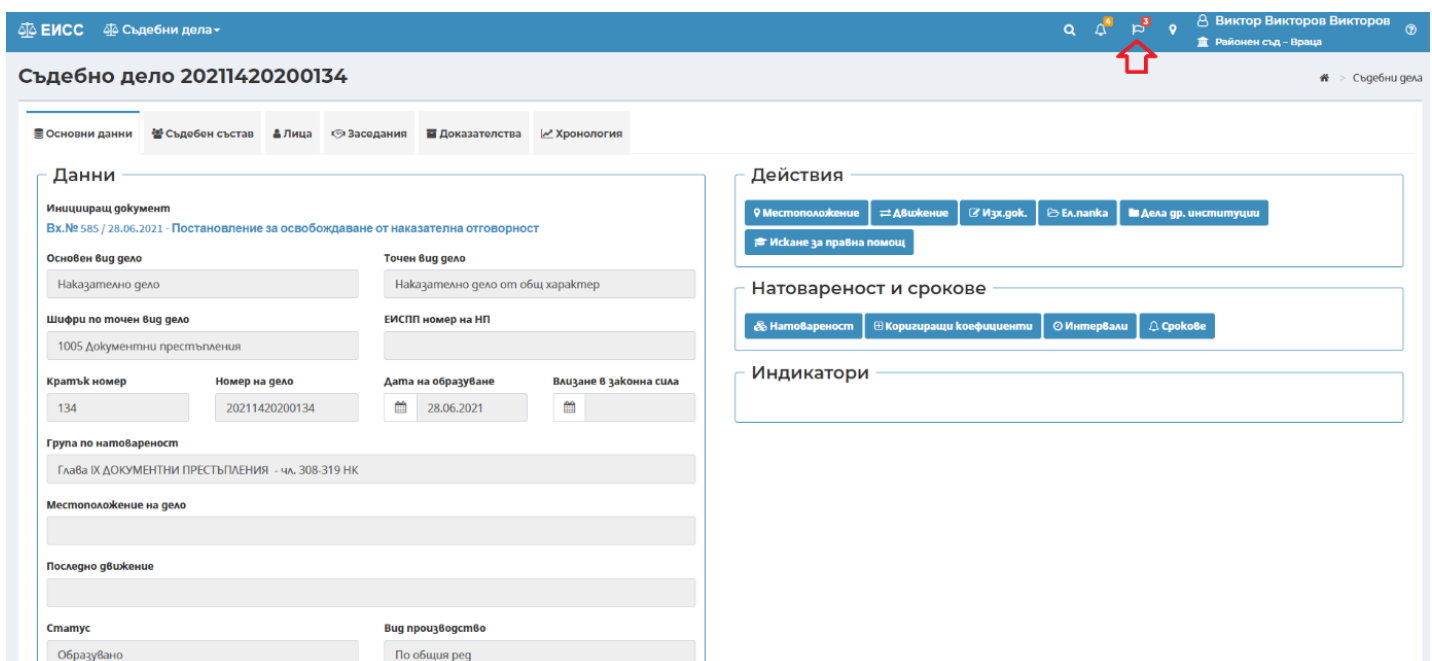 ЕИСС Съдебни дела 4 3 Виктор Викторов Викторов
Районен съд – Враца
Съдебно дело 20211420200134
> Съдебни дела
Основни данни Съдебен състав Лица Заседания Доказателства Хронология
Данни
Иницииращ документ
Вх.№ 585 / 28.06.2021 - Постановление за освобождаване от наказателна отговорност
Основен вид дело Точен вид дело
Наказателно дело Наказателно дело от общ характер
Шифри по точен вид дело ЕИСПП номер на НП
1005 Документни престъпления
Кратък номер Номер на дело Дата на образуване Влизане в законна сила
134 20211420200134 28.06.2021
Група по натовареност
Глава IX ДОКУМЕНТНИ ПРЕСТЪПЛЕНИЯ - чл. 308-319 НК
Местоположение на дело
Последно движение
Статус Вид производство
Образувано По общия ред
Действия
Местоположение Движение Изх.док. Ел.папка Дела др. институции
Искане за правна помощ
Натовареност и срокове
Натовареност Коригиращи коефициенти Интервали Срокове
Индикатори